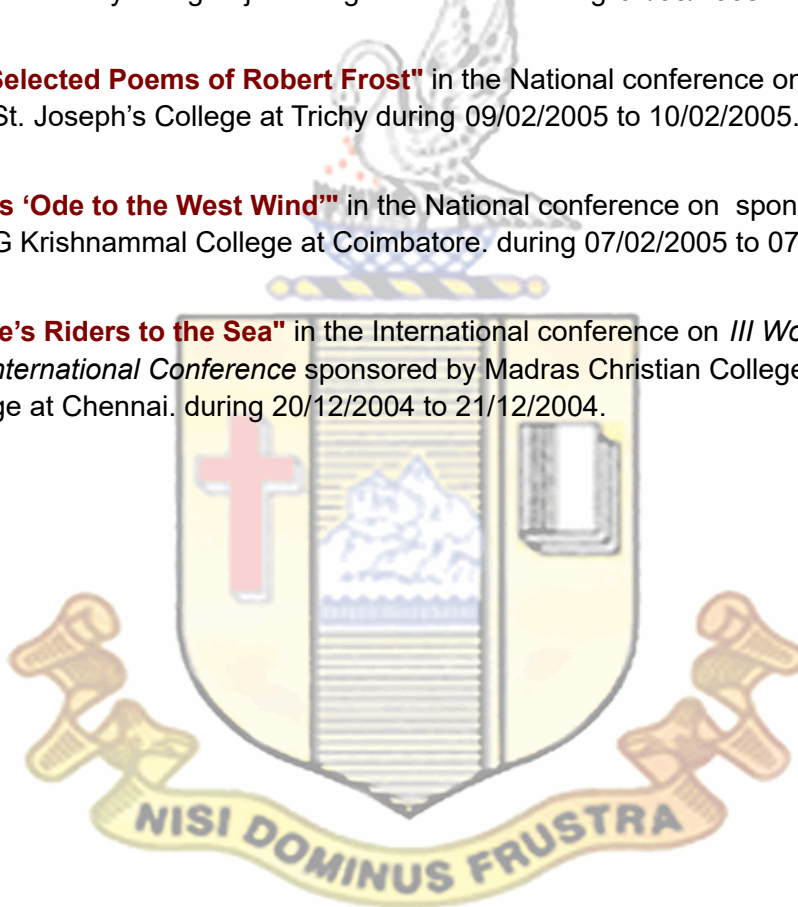 Selected Poems of Robert Frost" in the National conference on
St. Joseph's College at Trichy during 09/02/2005 to 10/02/2005.
s 'Ode to the West Wind'" in the National conference on spon
G Krishnammal College at Coimbatore. during 07/02/2005 to 07
e's Riders to the Sea" in the International conference on III Wo
nternational Conference sponsored by Madras Christian College
ge at Chennai. during 20/12/2004 to 21/12/2004.
NISI DOMINUS FRUSTRA